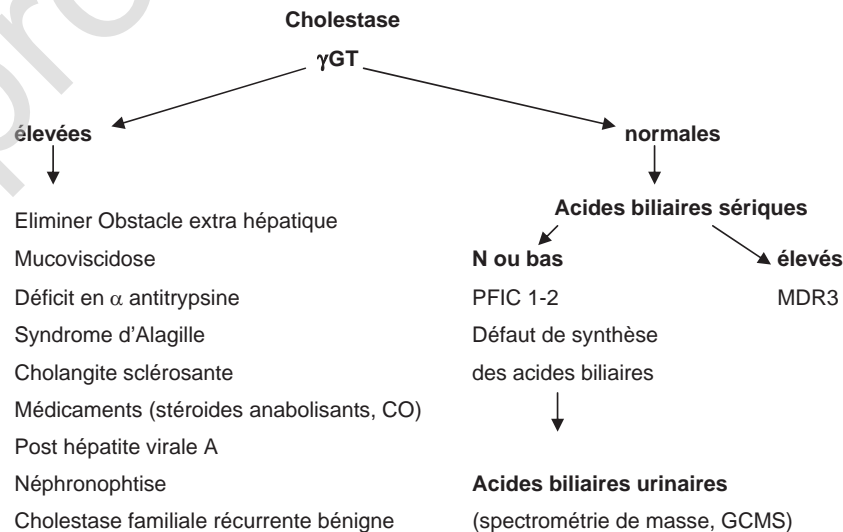 Cholestase
γGT
élevées
normales
Eliminer Obstacle extra hépatique
Mucoviscidose
Déficit en α antitrypsine
Syndrome d'Alagille
Cholangite sclérosante
Médicaments (stéroides anabolisants, CO)
Post hépatite virale A
Néphronophtise
Cholestase familiale récurrente bénigne
Acides biliaires sériques
N ou bas
élevés
PFIC 1-2
MDR3
Défaut de synthèse
des acides biliaires
Acides biliaires urinaires
(spectrométrie de masse, GCMS)